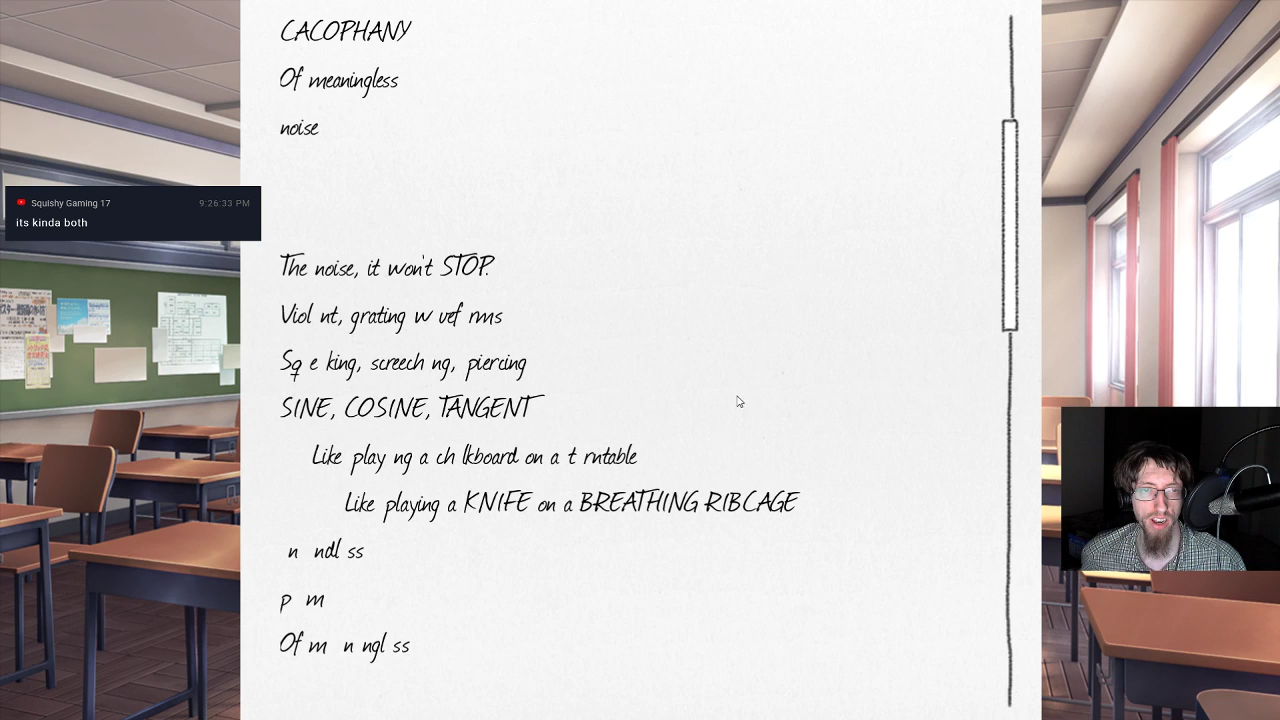 CACOPHANY
Of meaningless
noise
Squishy Gaming 17 9:26:33 PM
its kinda both
The noise, it won't STOP.
Viol nt, grating w vef rms
Sq e king, screech ng, piercing
SINE, COSINE, TANGENT
Like play ng a ch lkboard on a t rntable
Like playing a KNIFE on a BREATHING RIBCAGE
n ndl ss
p m
Of m n ngl ss